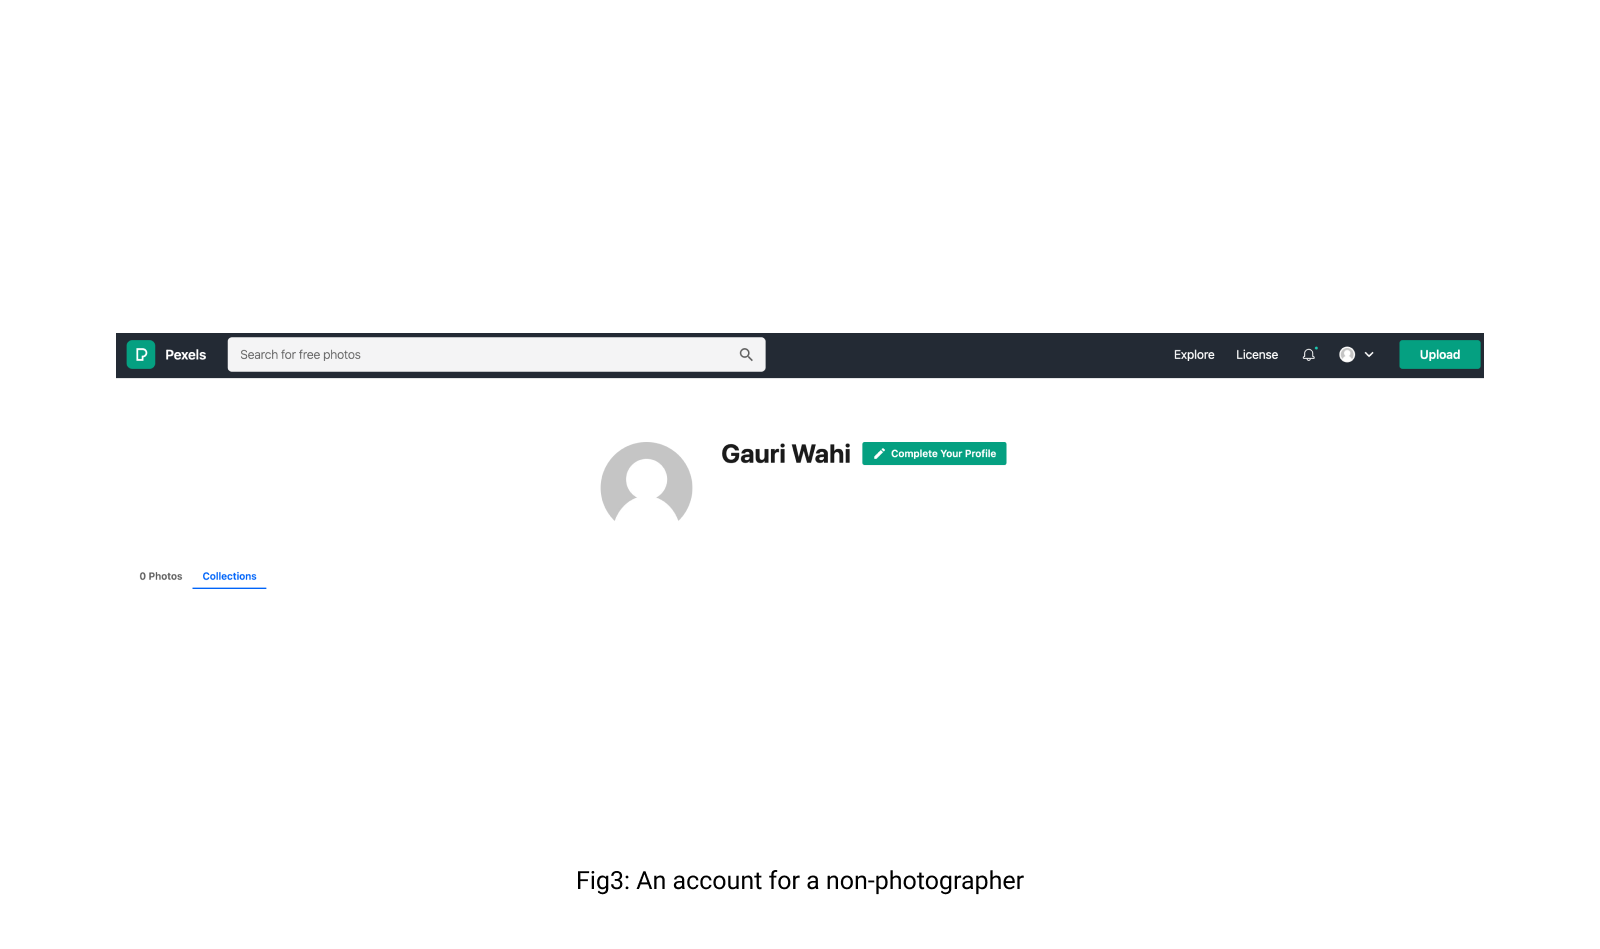 Pexels
Search for free photos
Explore
License
Upload
Gauri Wahi
Complete Your Profile
0 Photos
Collections
Fig3: An account for a non-photographer